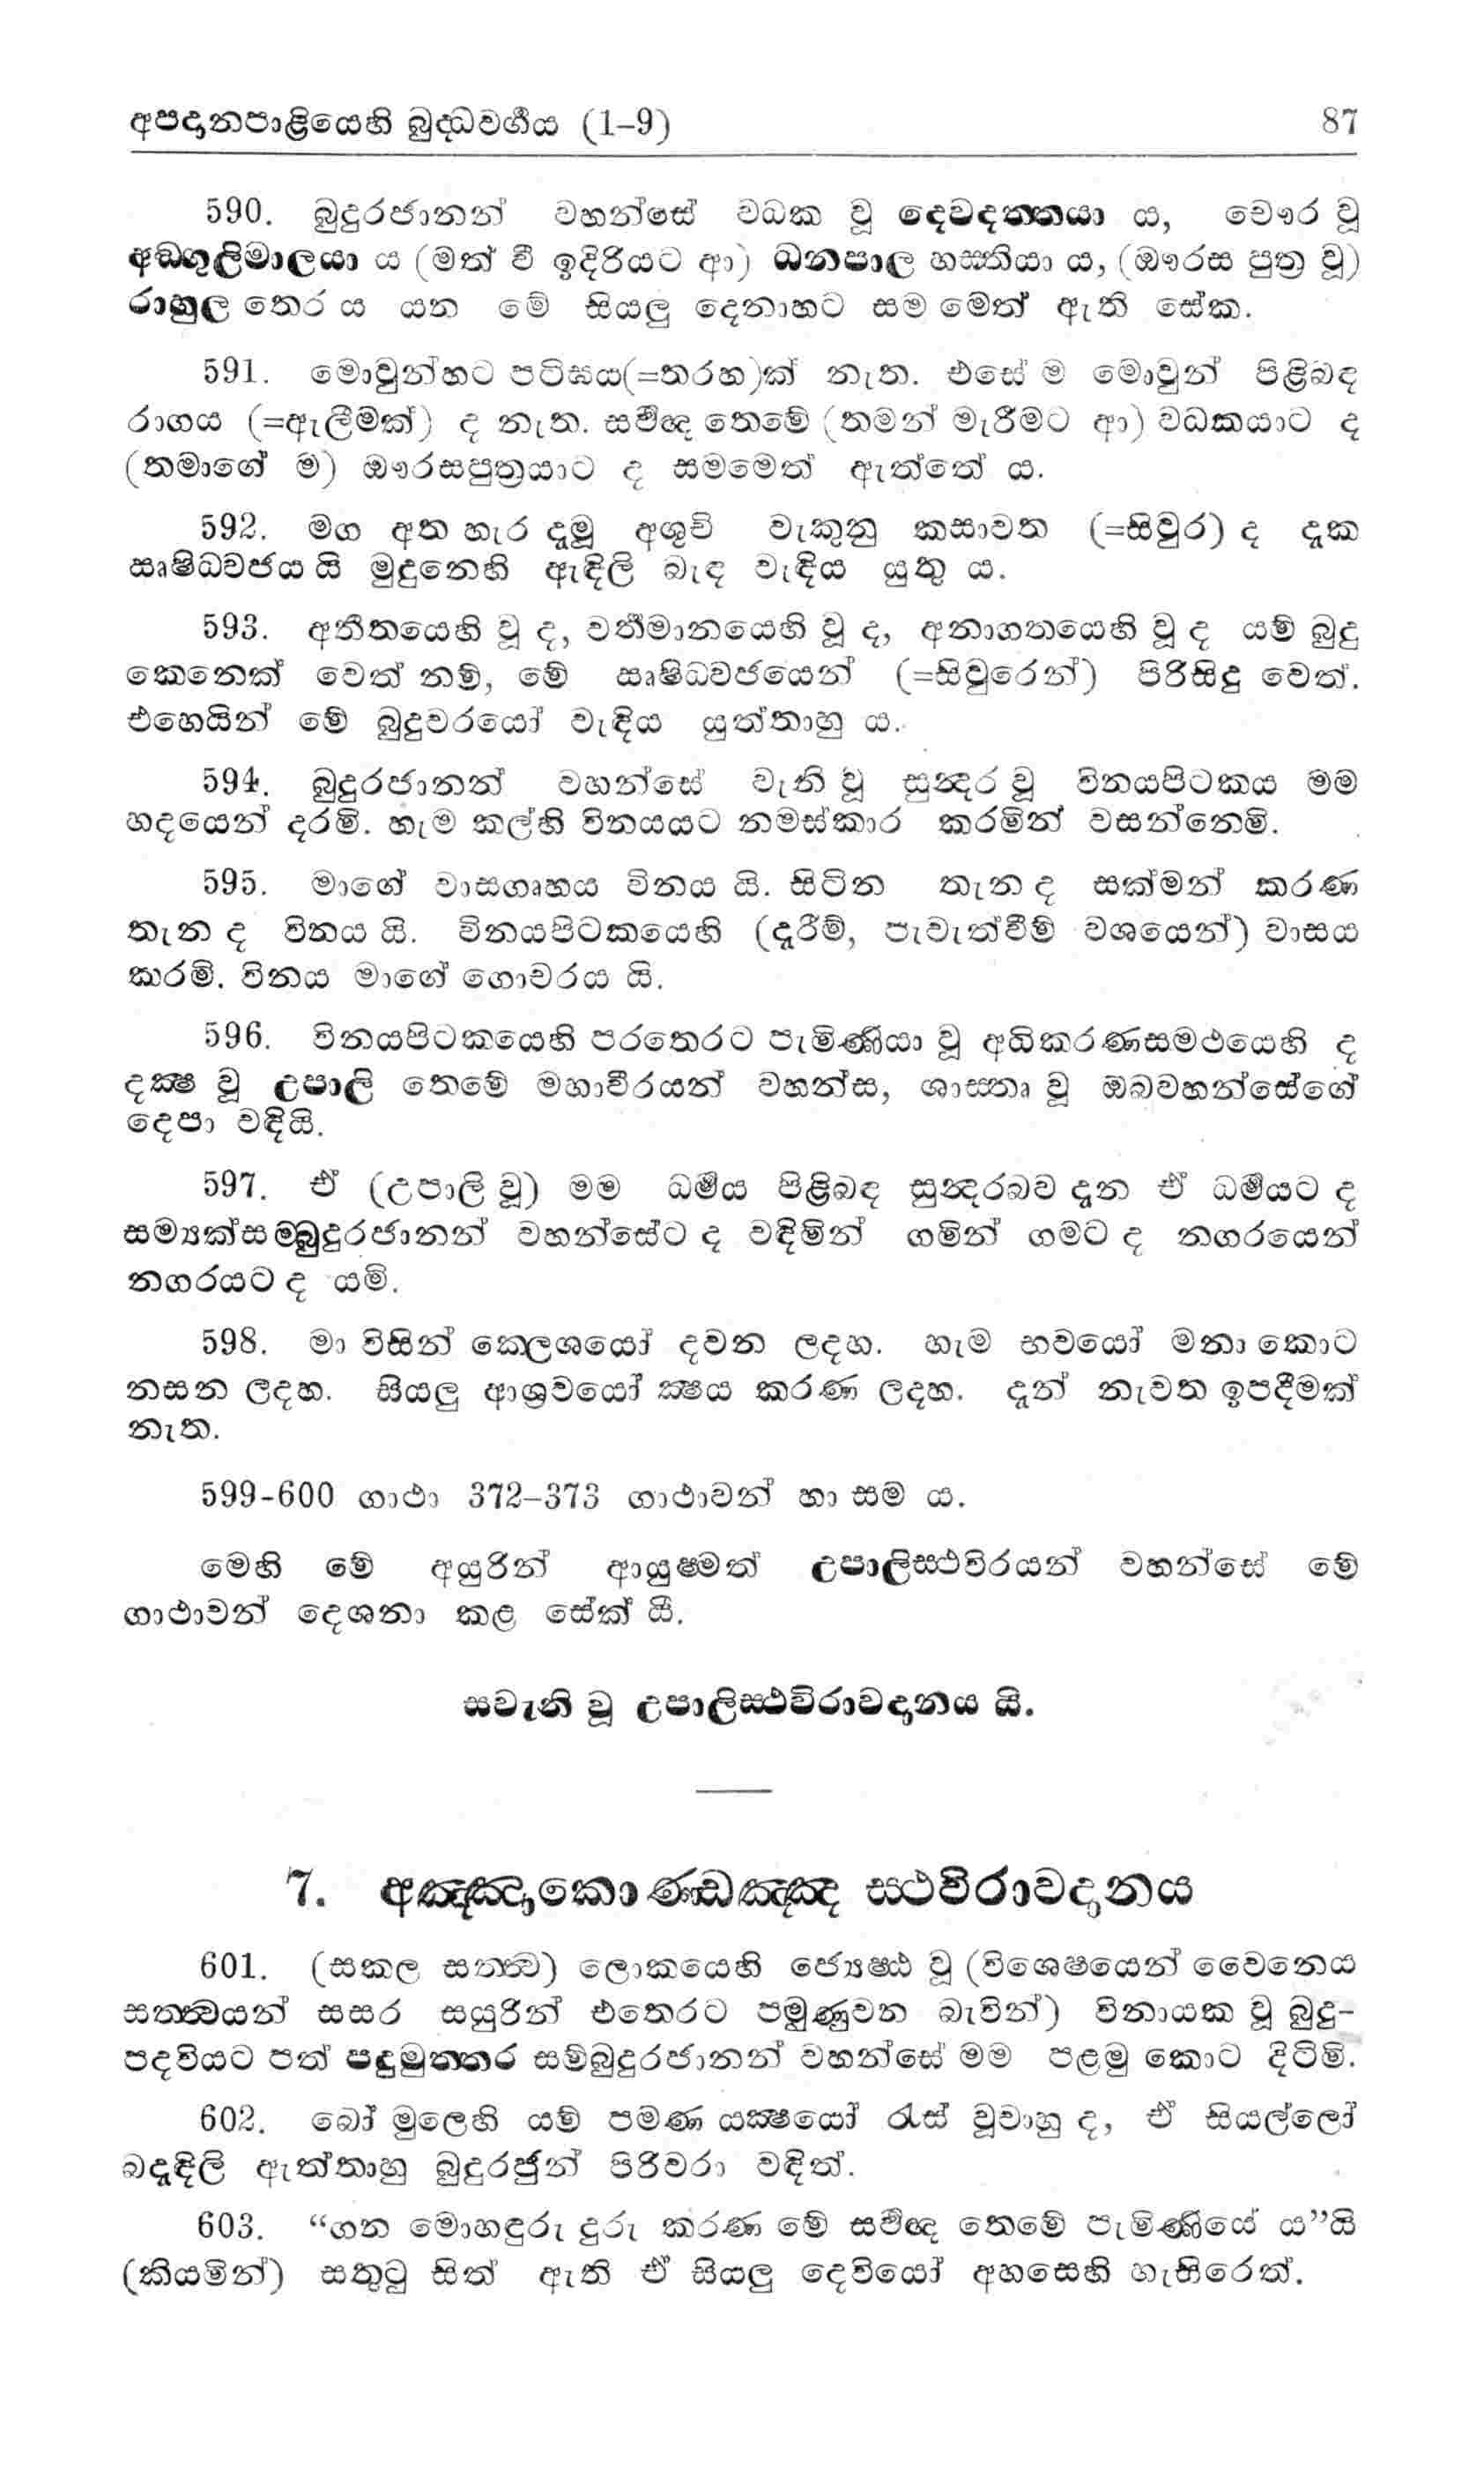 අපදානපාළියෙහි බුද්ධවර්ගය (1–9) 87
590. බුදුරජානන් වහන්සේ වධක වූ දෙවදත්තයා ය, චෞර වූ
අඞ්ගුලිමාලයා ය (මත් වී ඉදිරියට ආ) ධනපාල හස්තියා ය, (ඖරස පුත්‍ර වූ)
රාහුල තෙර ය යන මේ සියලු දෙනාහට සම මෙත් ඇති සේක.
591. මොවුන්හට පටිඝය(=තරහ)ක් නැත. එසේ ම මොවුන් පිළිබඳ
රාගය (=ඇලීමක්) ද නැත. සර්වඥ තෙමේ (තමන් මැරීමට ආ) වධකයාට ද
(තමාගේ ම) ඖරසපුත්‍රයාට ද සමමෙත් ඇත්තේ ය.
592. මග අත හැර දැමූ අශුචි වැකුනු කසාවත (=සිවුර) ද දැක
ඍෂිධ්වජය යි මුදුනෙහි ඇඳිලි බැඳ වැඳිය යුතු ය.
593. අතීතයෙහි වූ ද, වර්තමානයෙහි වූ ද, අනාගතයෙහි වූ ද යම් බුදු
කෙනෙක් වෙත් නම්, මේ ඍෂිධ්වජයෙන් (=සිවුරෙන්) පිරිසිදු වෙත්.
එහෙයින් මේ බුදුවරයෝ වැඳිය යුත්තාහු ය.
594. බුදුරජානන් වහන්සේ වැනි වූ සුන්‍දර වූ විනයපිටකය මම
හදයෙන් දරමි. හැම කල්හි විනයයට නමස්කාර කරමින් වසන්නෙමි.
595. මාගේ වාසගෘහය විනය යි. සිටින තැන ද සක්මන් කරණ
තැන ද විනය යි. විනයපිටකයෙහි (දැරීම්, පැවැත්වීම් වශයෙන්) වාසය
කරමි. විනය මාගේ ගොචරය යි.
596. විනයපිටකයෙහි පරතෙරට පැමිණියා වූ අධිකරණසමථයෙහි ද
දක්‍ෂ වූ උපාලි තෙමේ මහාවීරයන් වහන්ස, ශාස්තෘ වූ ඔබවහන්සේගේ
දෙපා වඳියි.
597. ඒ (උපාලි වූ) මම ධර්මය පිළිබඳ සුන්‍දරබව දැන ඒ ධර්මයට ද
සම්‍යක්සම්බුදුරජානන් වහන්සේට ද වඳිමින් ගමින් ගමට ද නගරයෙන්
නගරයට ද යමි.
598. මා විසින් ක්ලෙශයෝ දවන ලදහ. හැම භවයෝ මනා කොට
නසන ලදහ. සියලු ආශ්‍රවයෝ ක්‍ෂය කරණ ලදහ. දැන් නැවත ඉපදීමක්
නැත.
599-600 ගාථා 372–373 ගාථාවන් හා සම ය.
මෙහි මේ අයුරින් ආයුෂ්මත් උපාලිස්ථවිරයන් වහන්සේ මේ
ගාථාවන් දෙශනා කළ සේක් යී.
සවැනි වූ උපාලිස්ථවිරාවදානය යි.
7. අඤ්ඤාකොණ්ඩඤ්ඤ ස්ථවිරාවදානය
601. (සකල සත්ත්‍ව) ලොකයෙහි ජ්‍යෙෂ්ඨ වූ (විශෙෂයෙන් වෛනෙය
සත්ත්‍වයන් සසර සයුරින් එතෙරට පමුණුවන බැවින්) විනායක වූ බුදු-
පදවියට පත් පදුමුත්තර සම්බුදුරජානන් වහන්සේ මම පළමු කොට දිටිමි.
602. බෝ මුලෙහි යම් පමණ යක්‍ෂයෝ රැස් වූවාහු ද, ඒ සියල්ලෝ
බදැඳිලි ඇත්තාහු බුදුරජුන් පිරිවරා වඳිත්.
603. “ගන මොහඳුරු දුරු කරණ මේ සර්වඥ තෙමේ පැමිණියේ ය”යි
(කියමින්) සතුටු සිත් ඇති ඒ සියලු දෙවියෝ අහසෙහි හැසිරෙත්.